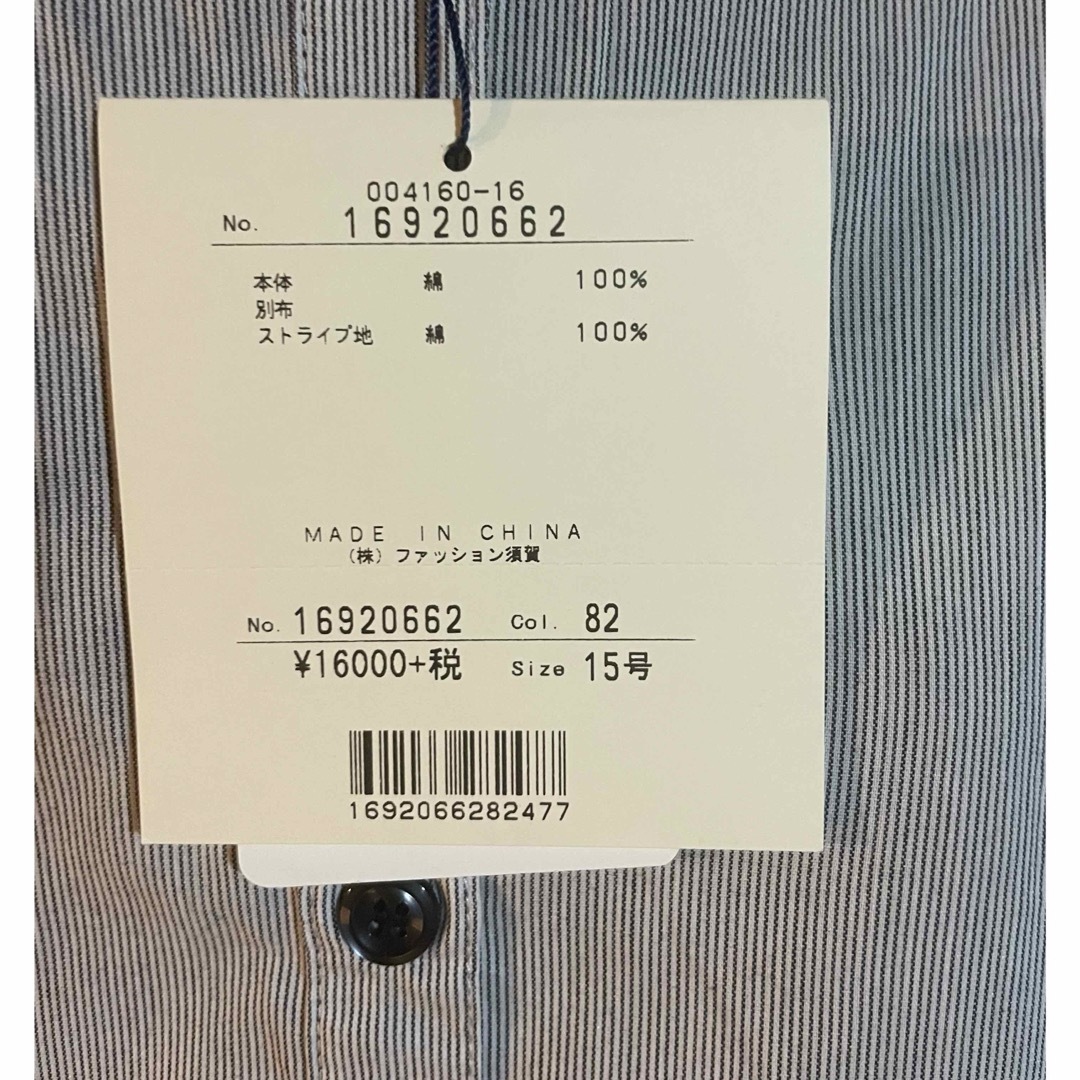 004160-16
No. 16920662
本体 綿 100%
別布
ストライプ地 綿 100%
MADE IN CHINA
(株)ファッション須賀
No. 16920662 Col. 82
¥16000+税 Size 15号
1692066282477